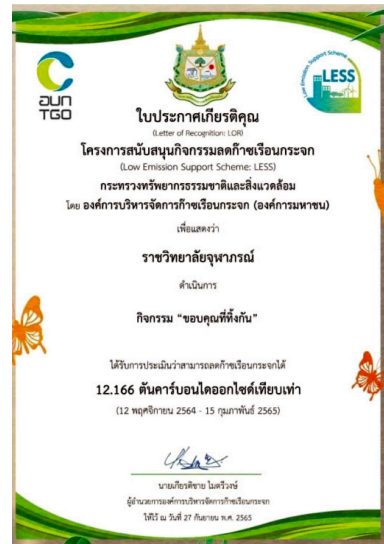 อบก
TGO
Low Emission Support Scheme
LESS
ใบประกาศเกียรติคุณ
(Letter of Recognition: LOR)
โครงการสนับสนุนกิจกรรมลดก๊าซเรือนกระจก
(Low Emission Support Scheme: LESS)
กระทรวงทรัพยากรธรรมชาติและสิ่งแวดล้อม
โดย องค์การบริหารจัดการก๊าซเรือนกระจก (องค์การมหาชน)
เพื่อแสดงว่า
ราชวิทยาลัยจุฬาภรณ์
ดำเนินการ
กิจกรรม “ขอบคุณที่ทิ้งกัน”
ได้รับการประเมินว่าสามารถลดก๊าซเรือนกระจกได้
12.166 ตันคาร์บอนไดออกไซด์เทียบเท่า
(12 พฤศจิกายน 2564 - 15 กุมภาพันธ์ 2565)
นายเกียรติชาย ไมตรีวงษ์
ผู้อำนวยการองค์การบริหารจัดการก๊าซเรือนกระจก
ให้ไว้ ณ วันที่ 27 กันยายน พ.ศ. 2565